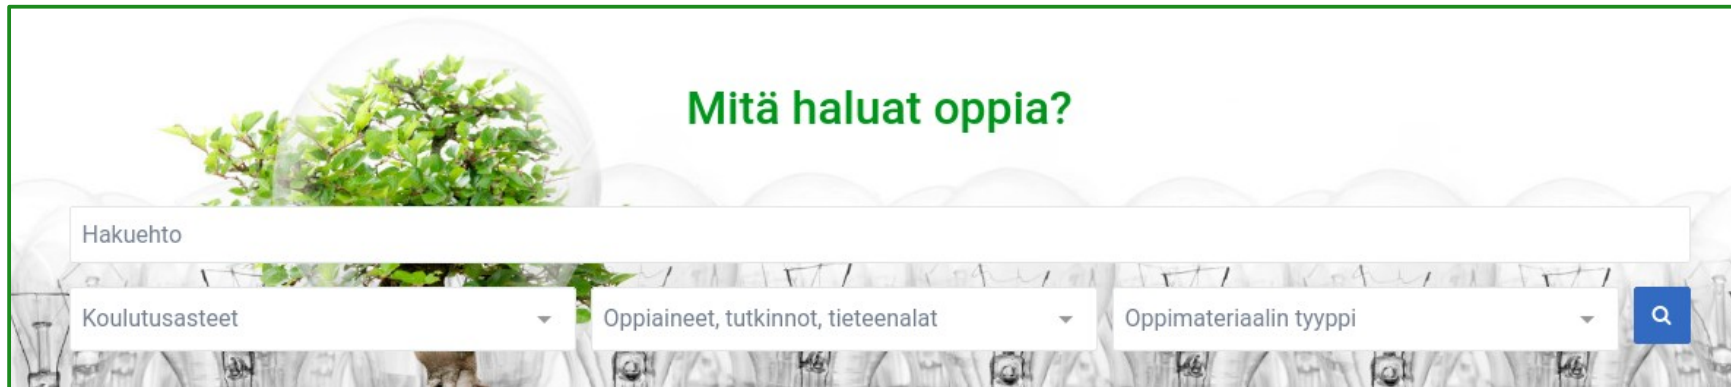 Mitä haluat oppia?
Hakuehto
Koulutusasteet
Oppiaineet, tutkinnot, tieteenalat
Oppimateriaalin tyyppi